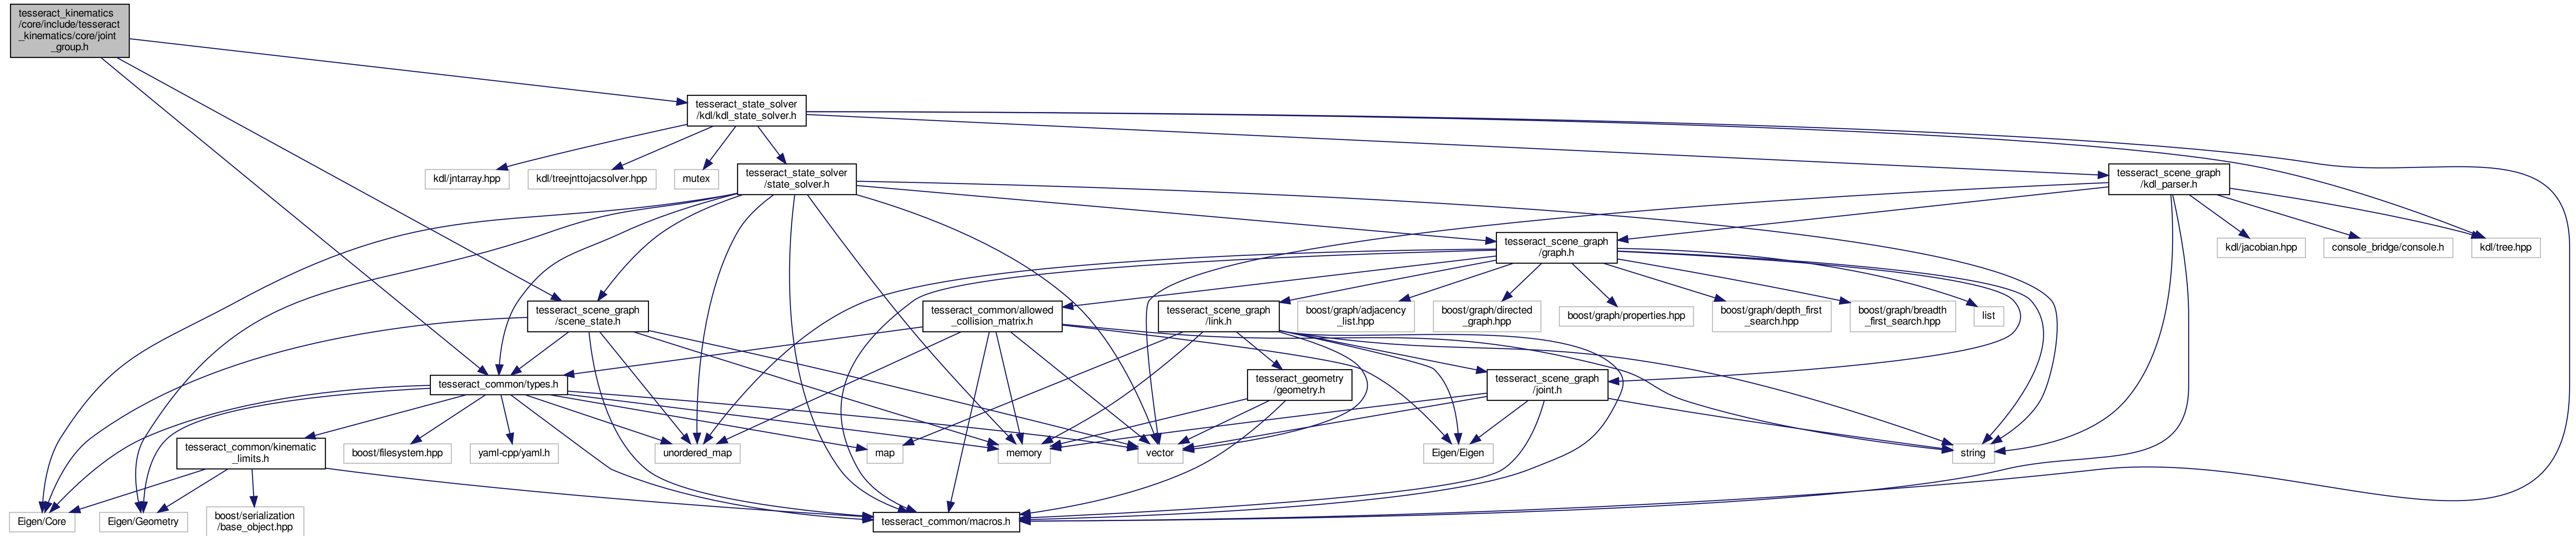 tesseract_kinematics
/core/include/tesseract
_kinematics/core/joint
_group.h
tesseract_state_solver
/kdl/kdl_state_solver.h
kdl/jntarray.hpp
kdl/treejnttojacsolver.hpp
mutex
tesseract_state_solver
/state_solver.h
tesseract_scene_graph
/kdl_parser.h
tesseract_scene_graph
/graph.h
kdl/jacobian.hpp
console_bridge/console.h
kdl/tree.hpp
tesseract_scene_graph
/scene_state.h
tesseract_common/allowed
_collision_matrix.h
tesseract_scene_graph
/link.h
boost/graph/adjacency
_list.hpp
boost/graph/directed
_graph.hpp
boost/graph/properties.hpp
boost/graph/depth_first
_search.hpp
boost/graph/breadth
_first_search.hpp
list
tesseract_common/types.h
tesseract_geometry
/geometry.h
tesseract_scene_graph
/joint.h
tesseract_common/kinematic
_limits.h
boost/filesystem.hpp
yaml-cpp/yaml.h
unordered_map
map
memory
vector
Eigen/Eigen
string
Eigen/Core
Eigen/Geometry
boost/serialization
/base_object.hpp
tesseract_common/macros.h